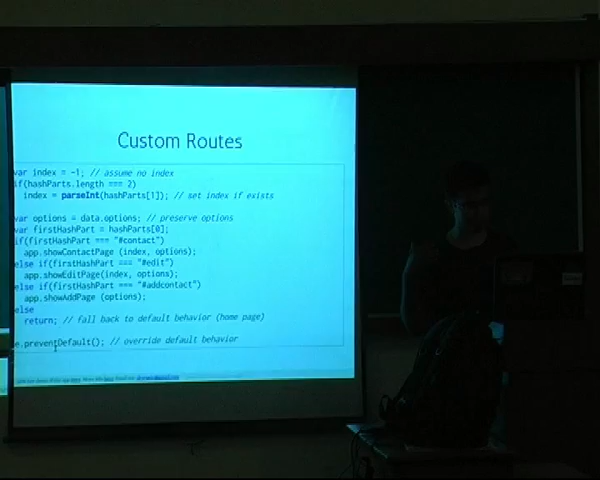 Custom Routes
var index = -1; // assume no index
if(hashParts.length === 2)
index = parseInt(hashParts[1]); // set index if exists
var options = data.options; // preserve options
var firstHashPart = hashParts[0];
if(firstHashPart === "#contact")
app.showContactPage (index, options);
else if(firstHashPart === "#edit")
app.showEditPage(index, options);
else if(firstHashPart === "#addcontact")
app.showAddPage (options);
else
return; // fall back to default behavior (home page)
e.preventDefault(); // override default behavior